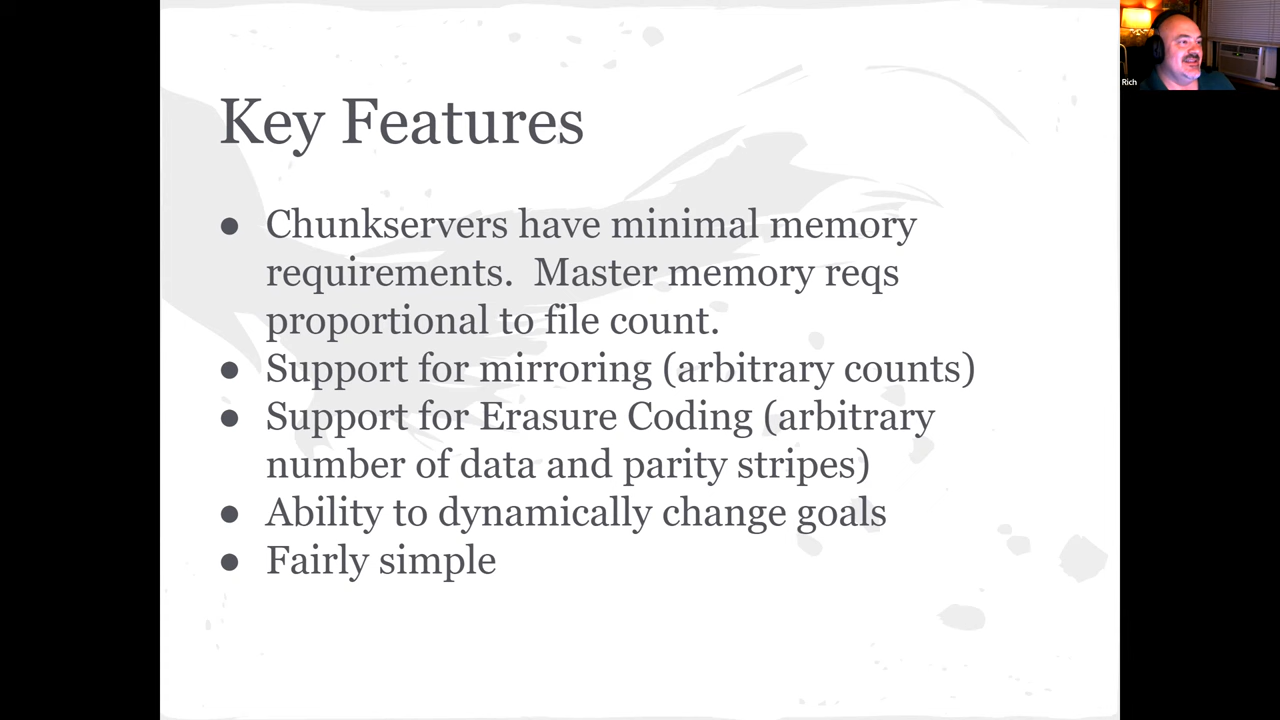 Key Features
● Chunkservers have minimal memory
requirements.  Master memory reqs
proportional to file count.
● Support for mirroring (arbitrary counts)
● Support for Erasure Coding (arbitrary
number of data and parity stripes)
● Ability to dynamically change goals
● Fairly simple
Rich